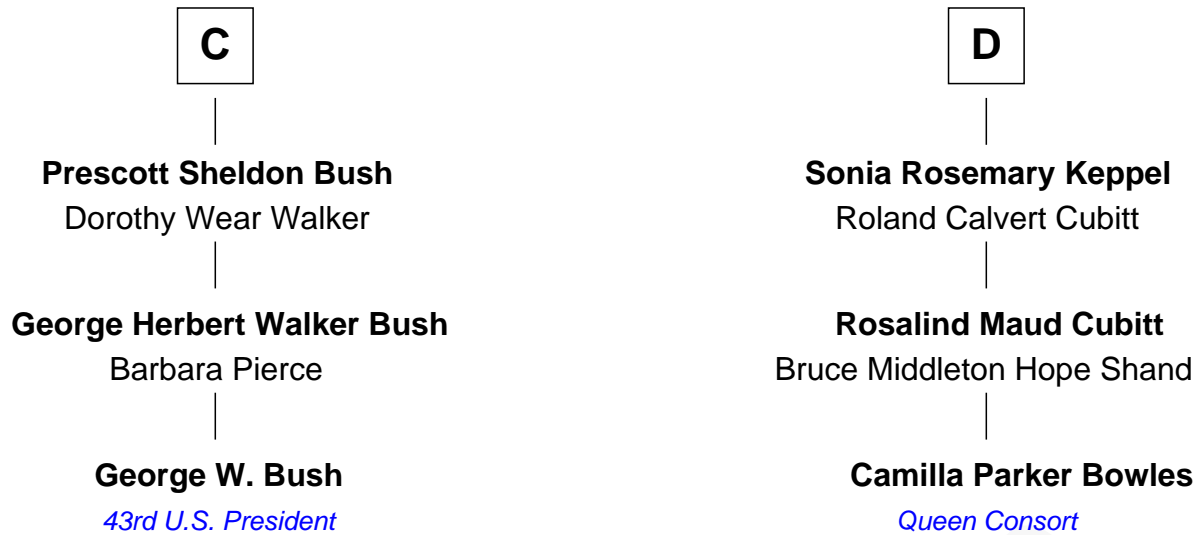 C
Prescott Sheldon Bush
Dorothy Wear Walker
George Herbert Walker Bush
Barbara Pierce
George W. Bush
43rd U.S. President
D
Sonia Rosemary Keppel
Roland Calvert Cubitt
Rosalind Maud Cubitt
Bruce Middleton Hope Shand
Camilla Parker Bowles
Queen Consort